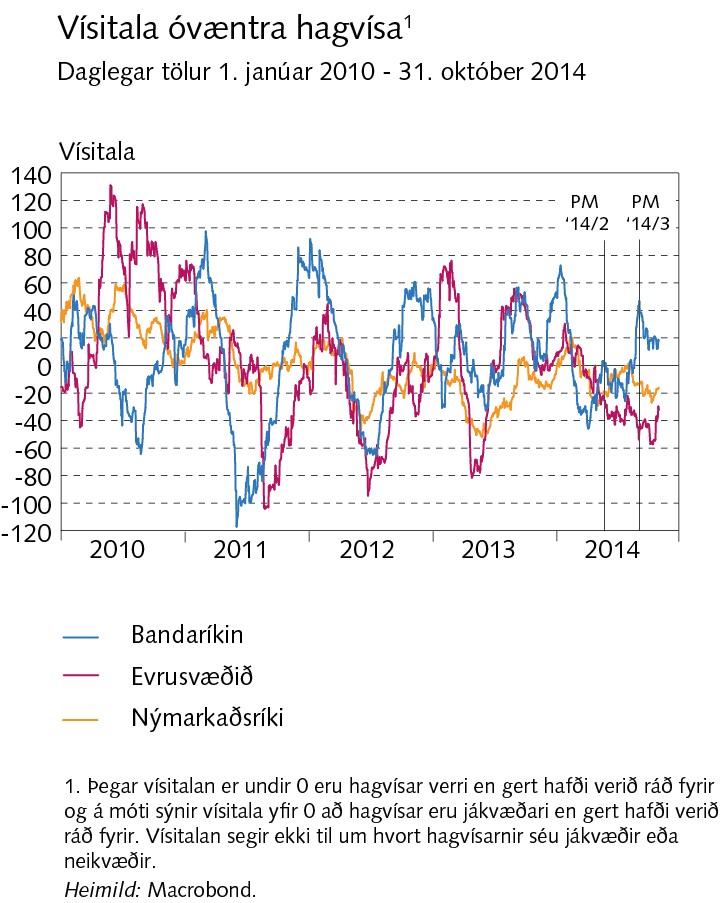 Vísitala óvæntra hagvísa¹
Daglegar tölur 1. janúar 2010 - 31. október 2014
Vísitala
140
120
100
80
60
40
20
0
-20
-40
-60
-80
-100
-120
PM
‘14/2
PM
‘14/3
2010
2011
2012
2013
2014
Bandaríkin
Evrusvæðið
Nýmarkaðsríki
1. Þegar vísitalan er undir 0 eru hagvísar verri en gert hafði verið ráð fyrir
og á móti sýnir vísitala yfir 0 að hagvísar eru jákvæðari en gert hafði verið
ráð fyrir. Vísitalan segir ekki til um hvort hagvísarnir séu jákvæðir eða
neikvæðir.
Heimild: Macrobond.